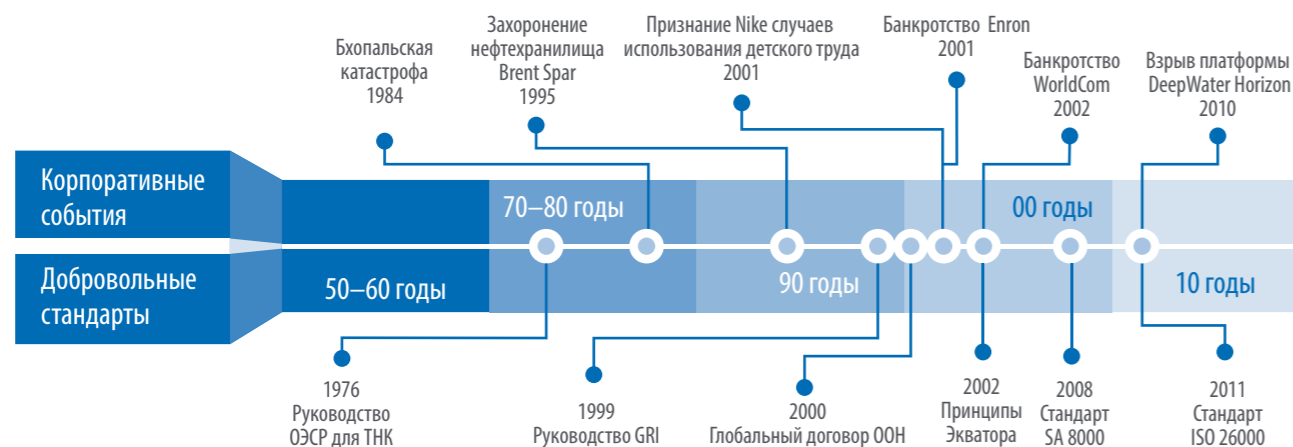 Бхопальская
катастрофа
1984
Захоронение
нефтехранилища
Brent Spar
1995
Признание Nike случаев
использования детского труда
2001
Банкротство Enron
2001
Банкротство
WorldCom
2002
Взрыв платформы
DeepWater Horizon
2010
Корпоративные
события
70–80 годы
00 годы
Добровольные
стандарты
50–60 годы
90 годы
10 годы
1976
Руководство
ОЭСР для ТНК
1999
Руководство GRI
2000
Глобальный договор ООН
2002
Принципы
Экватора
2008
Стандарт
SA 8000
2011
Стандарт
ISO 26000